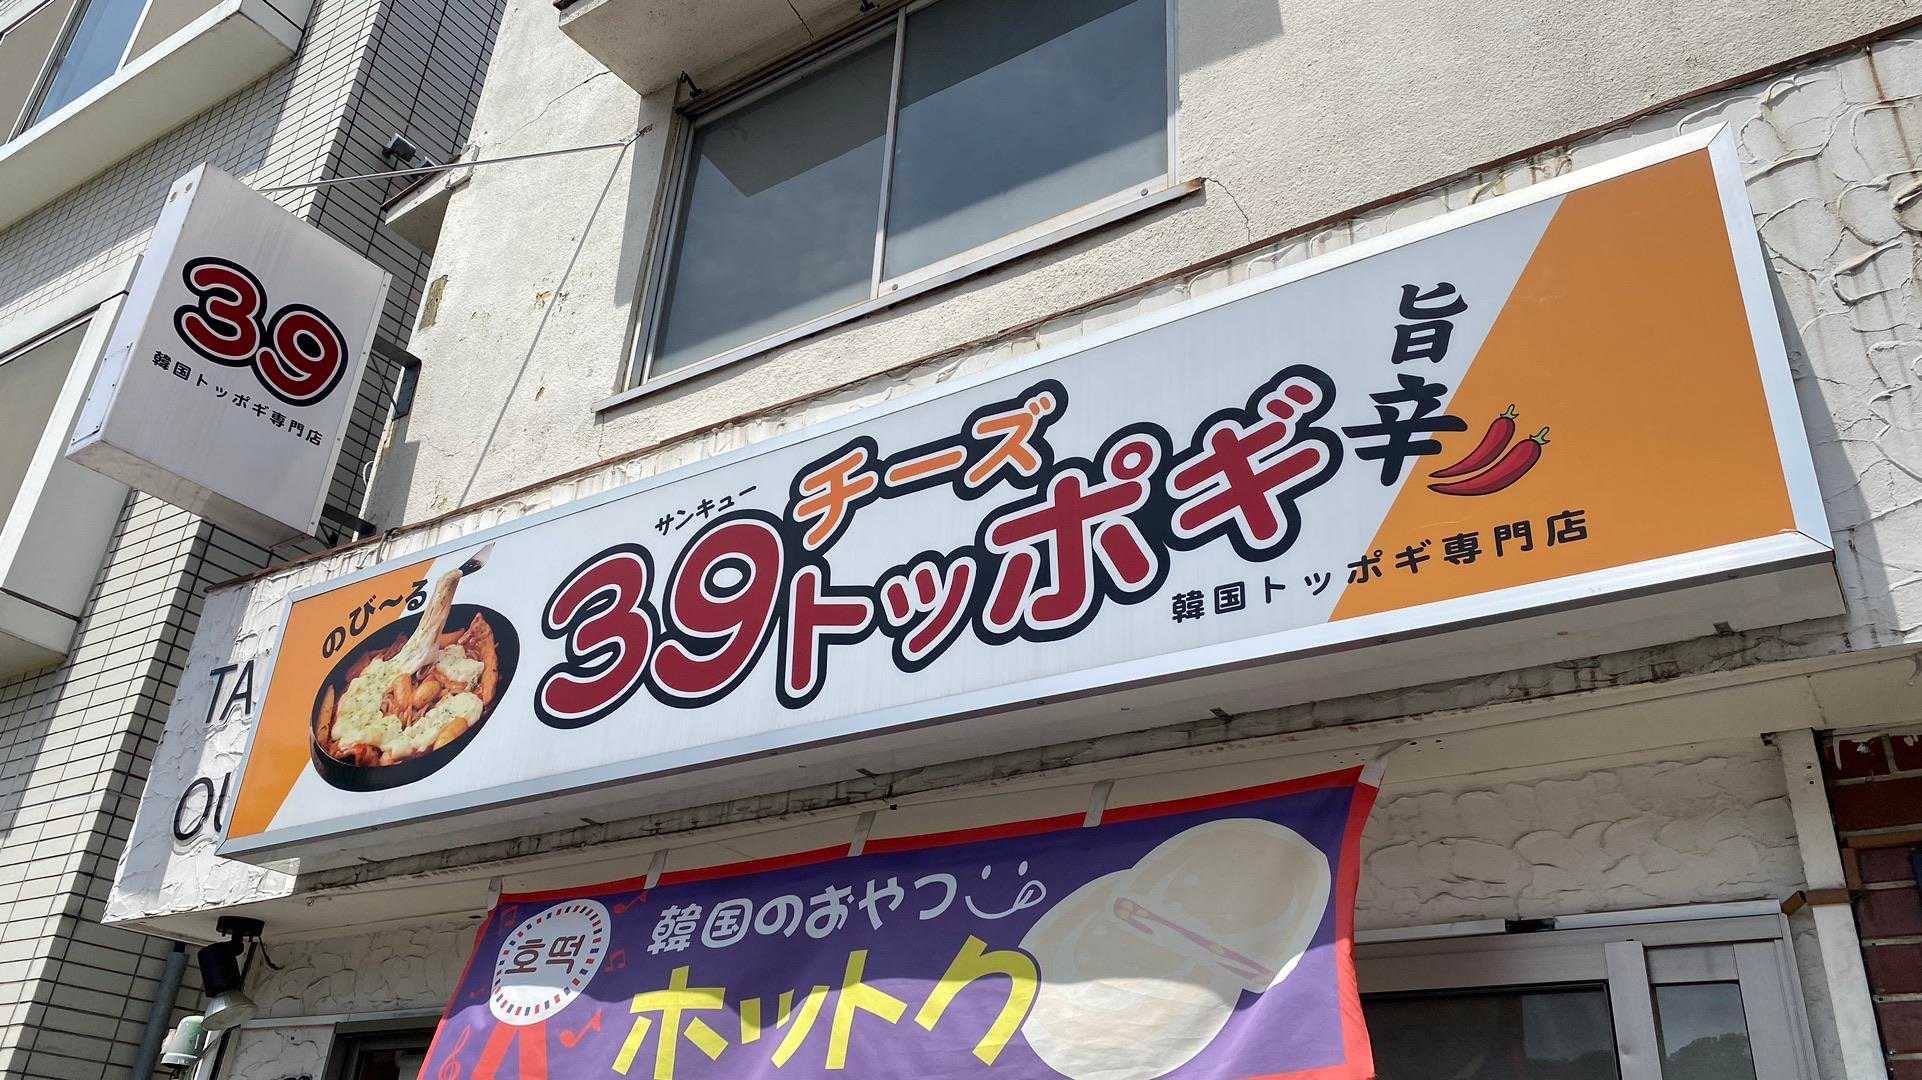 39
韓国トッポギ専門店
TA
OU
のび〜る
サンキュー
39
チーズ
トッポギ
旨辛
韓国トッポギ専門店
호떡
韓国のおやつ
ホットク